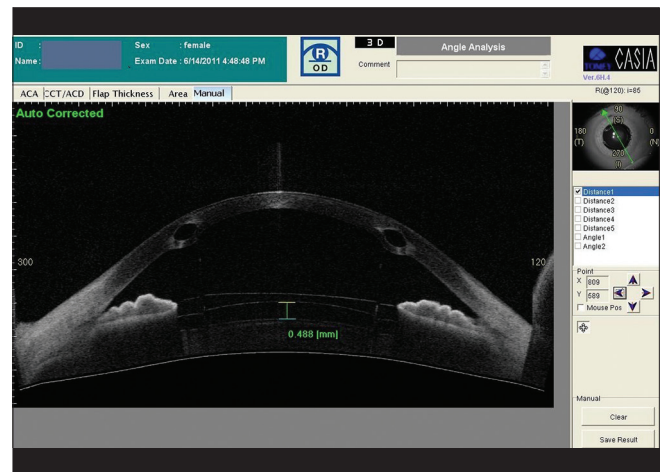 ID : Sex : female
Name : Exam Date : 6/14/2011 4:48:48 PM
R
OD
3 D
Angle Analysis
Comment
TOMEY CASIA
Ver.6H.4
ACA CCT/ACD Flap Thickness Area Manual
R(@120): i=85
Auto Corrected
90
(S)
180
(T)
0
(N)
270
(I)
Distance1
Distance2
Distance3
Distance4
Distance5
Angle1
Angle2
300
120
Point
X 809
Y 589
Mouse Pos
0.488 [mm]
Manual
Clear
Save Result